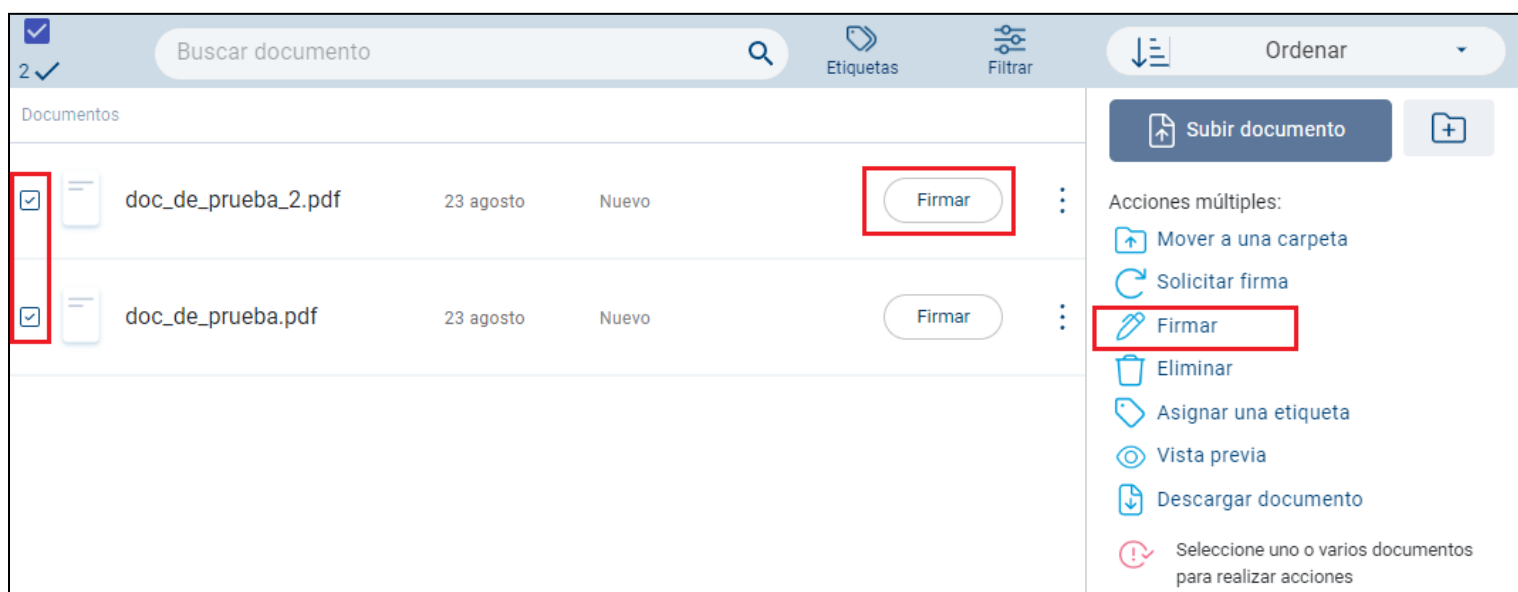 2
Buscar documento
Etiquetas
Filtrar
Ordenar
Documentos
doc_de_prueba_2.pdf 23 agosto Nuevo Firmar
doc_de_prueba.pdf 23 agosto Nuevo Firmar
Subir documento
Acciones múltiples:
Mover a una carpeta
Solicitar firma
Firmar
Eliminar
Asignar una etiqueta
Vista previa
Descargar documento
Seleccione uno o varios documentos
para realizar acciones